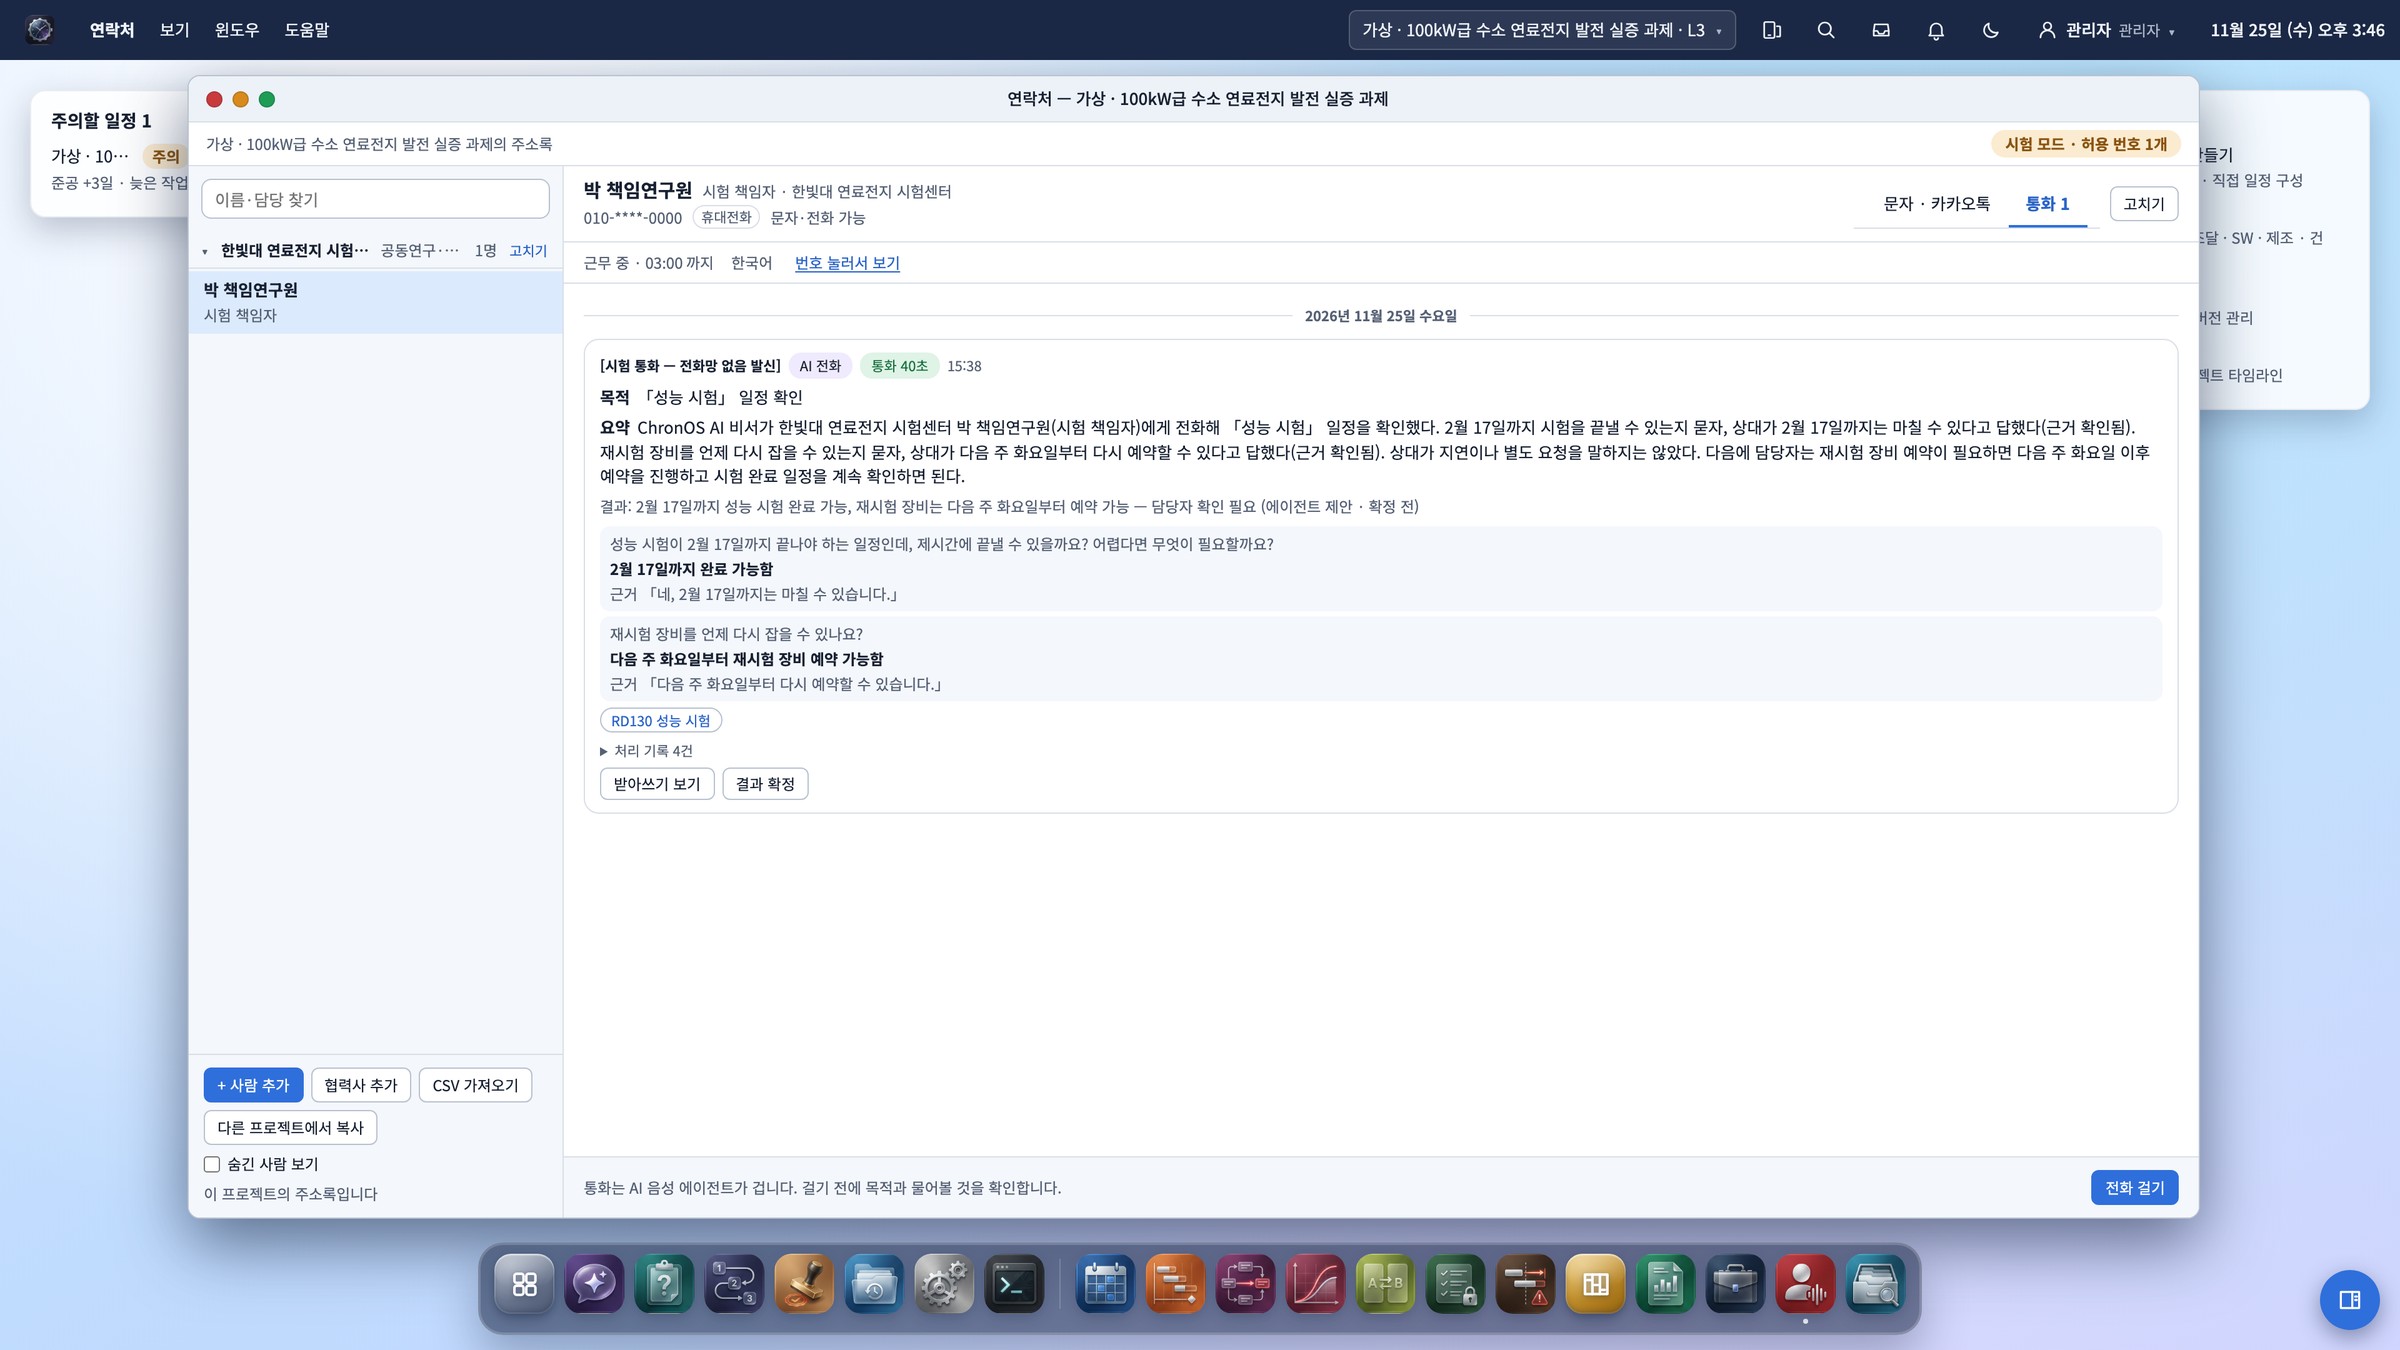 연락처 보기 윈도우 도움말
가상 · 100kW급 수소 연료전지 발전 실증 과제 · L3
관리자 관리자
11월 25일 (수) 오후 3:46
주의할 일정 1
가상 · 10… 주의
준공 +3일 · 늦은 작업
연락처 — 가상 · 100kW급 수소 연료전지 발전 실증 과제
가상 · 100kW급 수소 연료전지 발전 실증 과제의 주소록
시험 모드 · 허용 번호 1개
이름·담당 찾기
한빛대 연료전지 시험… 공동연구·… 1명 고치기
박 책임연구원
시험 책임자
박 책임연구원 시험 책임자 · 한빛대 연료전지 시험센터
010-****-0000 휴대전화 문자·전화 가능
문자 · 카카오톡 통화 1 고치기
근무 중 · 03:00 까지 한국어 번호 눌러서 보기
2026년 11월 25일 수요일
[시험 통화 — 전화망 없음 발신] AI 전화 통화 40초 15:38
목적 「성능 시험」 일정 확인
요약 ChronOS AI 비서가 한빛대 연료전지 시험센터 박 책임연구원(시험 책임자)에게 전화해 「성능 시험」 일정을 확인했다. 2월 17일까지 시험을 끝낼 수 있는지 묻자, 상대가 2월 17일까지는 마칠 수 있다고 답했다(근거 확인됨).
재시험 장비를 언제 다시 잡을 수 있는지 묻자, 상대가 다음 주 화요일부터 다시 예약할 수 있다고 답했다(근거 확인됨). 상대가 지연이나 별도 요청을 말하지는 않았다. 다음에 담당자는 재시험 장비 예약이 필요하면 다음 주 화요일 이후
예약을 진행하고 시험 완료 일정을 계속 확인하면 된다.
결과: 2월 17일까지 성능 시험 완료 가능, 재시험 장비는 다음 주 화요일부터 예약 가능 — 담당자 확인 필요 (에이전트 제안 · 확정 전)
성능 시험이 2월 17일까지 끝나야 하는 일정인데, 제시간에 끝낼 수 있을까요? 어렵다면 무엇이 필요할까요?
2월 17일까지 완료 가능함
근거 「네, 2월 17일까지는 마칠 수 있습니다.」
재시험 장비를 언제 다시 잡을 수 있나요?
다음 주 화요일부터 재시험 장비 예약 가능함
근거 「다음 주 화요일부터 다시 예약할 수 있습니다.」
RD130 성능 시험
처리 기록 4건
받아쓰기 보기 결과 확정
들기
· 직접 일정 구성
달 · SW · 제조 · 건
버전 관리
젝트 타임라인
+ 사람 추가 협력사 추가 CSV 가져오기
다른 프로젝트에서 복사
숨긴 사람 보기
이 프로젝트의 주소록입니다
통화는 AI 음성 에이전트가 겁니다. 걸기 전에 목적과 물어볼 것을 확인합니다.
전화 걸기
1
2
3
A B